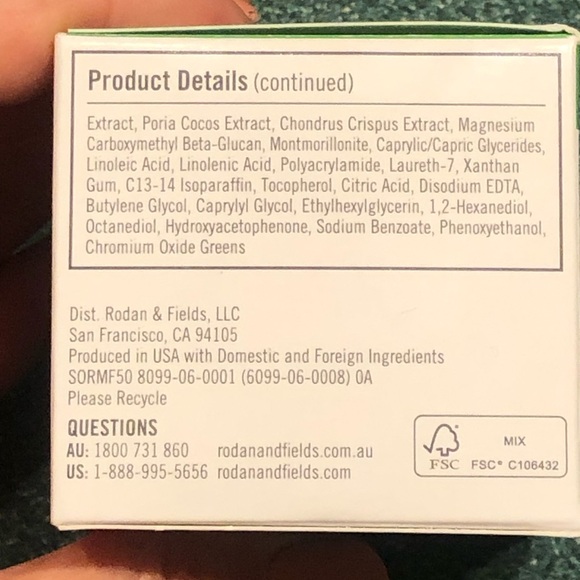 Product Details (continued)
Extract, Poria Cocos Extract, Chondrus Crispus Extract, Magnesium
Carboxymethyl Beta-Glucan, Montmorillonite, Caprylic/Capric Glycerides,
Linoleic Acid, Linolenic Acid, Polyacrylamide, Laureth-7, Xanthan
Gum, C13-14 Isoparaffin, Tocopherol, Citric Acid, Disodium EDTA,
Butylene Glycol, Caprylyl Glycol, Ethylhexylglycerin, 1,2-Hexanediol,
Octanediol, Hydroxyacetophenone, Sodium Benzoate, Phenoxyethanol,
Chromium Oxide Greens
Dist. Rodan & Fields, LLC
San Francisco, CA 94105
Produced in USA with Domestic and Foreign Ingredients
SORMF50 8099-06-0001 (6099-06-0008) 0A
Please Recycle
QUESTIONS
AU: 1800 731 860 rodanandfields.com.au
US: 1-888-995-5656 rodanandfields.com
MIX
FSC FSC® C106432